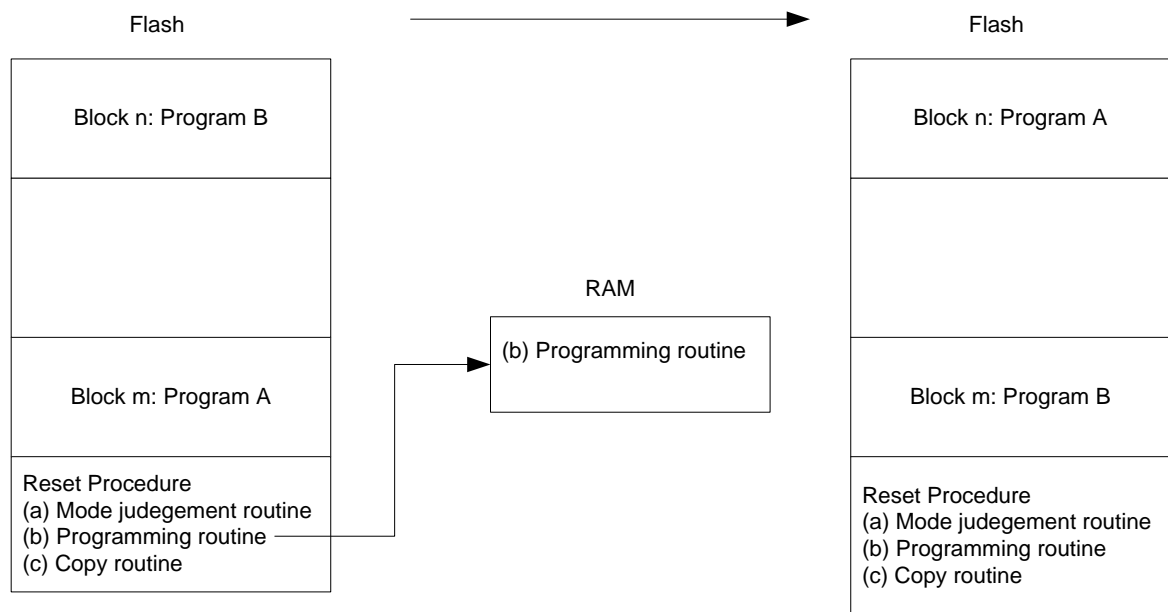 Flash
Block n: Program B
Block m: Program A
Reset Procedure
(a) Mode judegement routine
(b) Programming routine
(c) Copy routine
RAM
(b) Programming routine
Flash
Block n: Program A
Block m: Program B
Reset Procedure
(a) Mode judegement routine
(b) Programming routine
(c) Copy routine